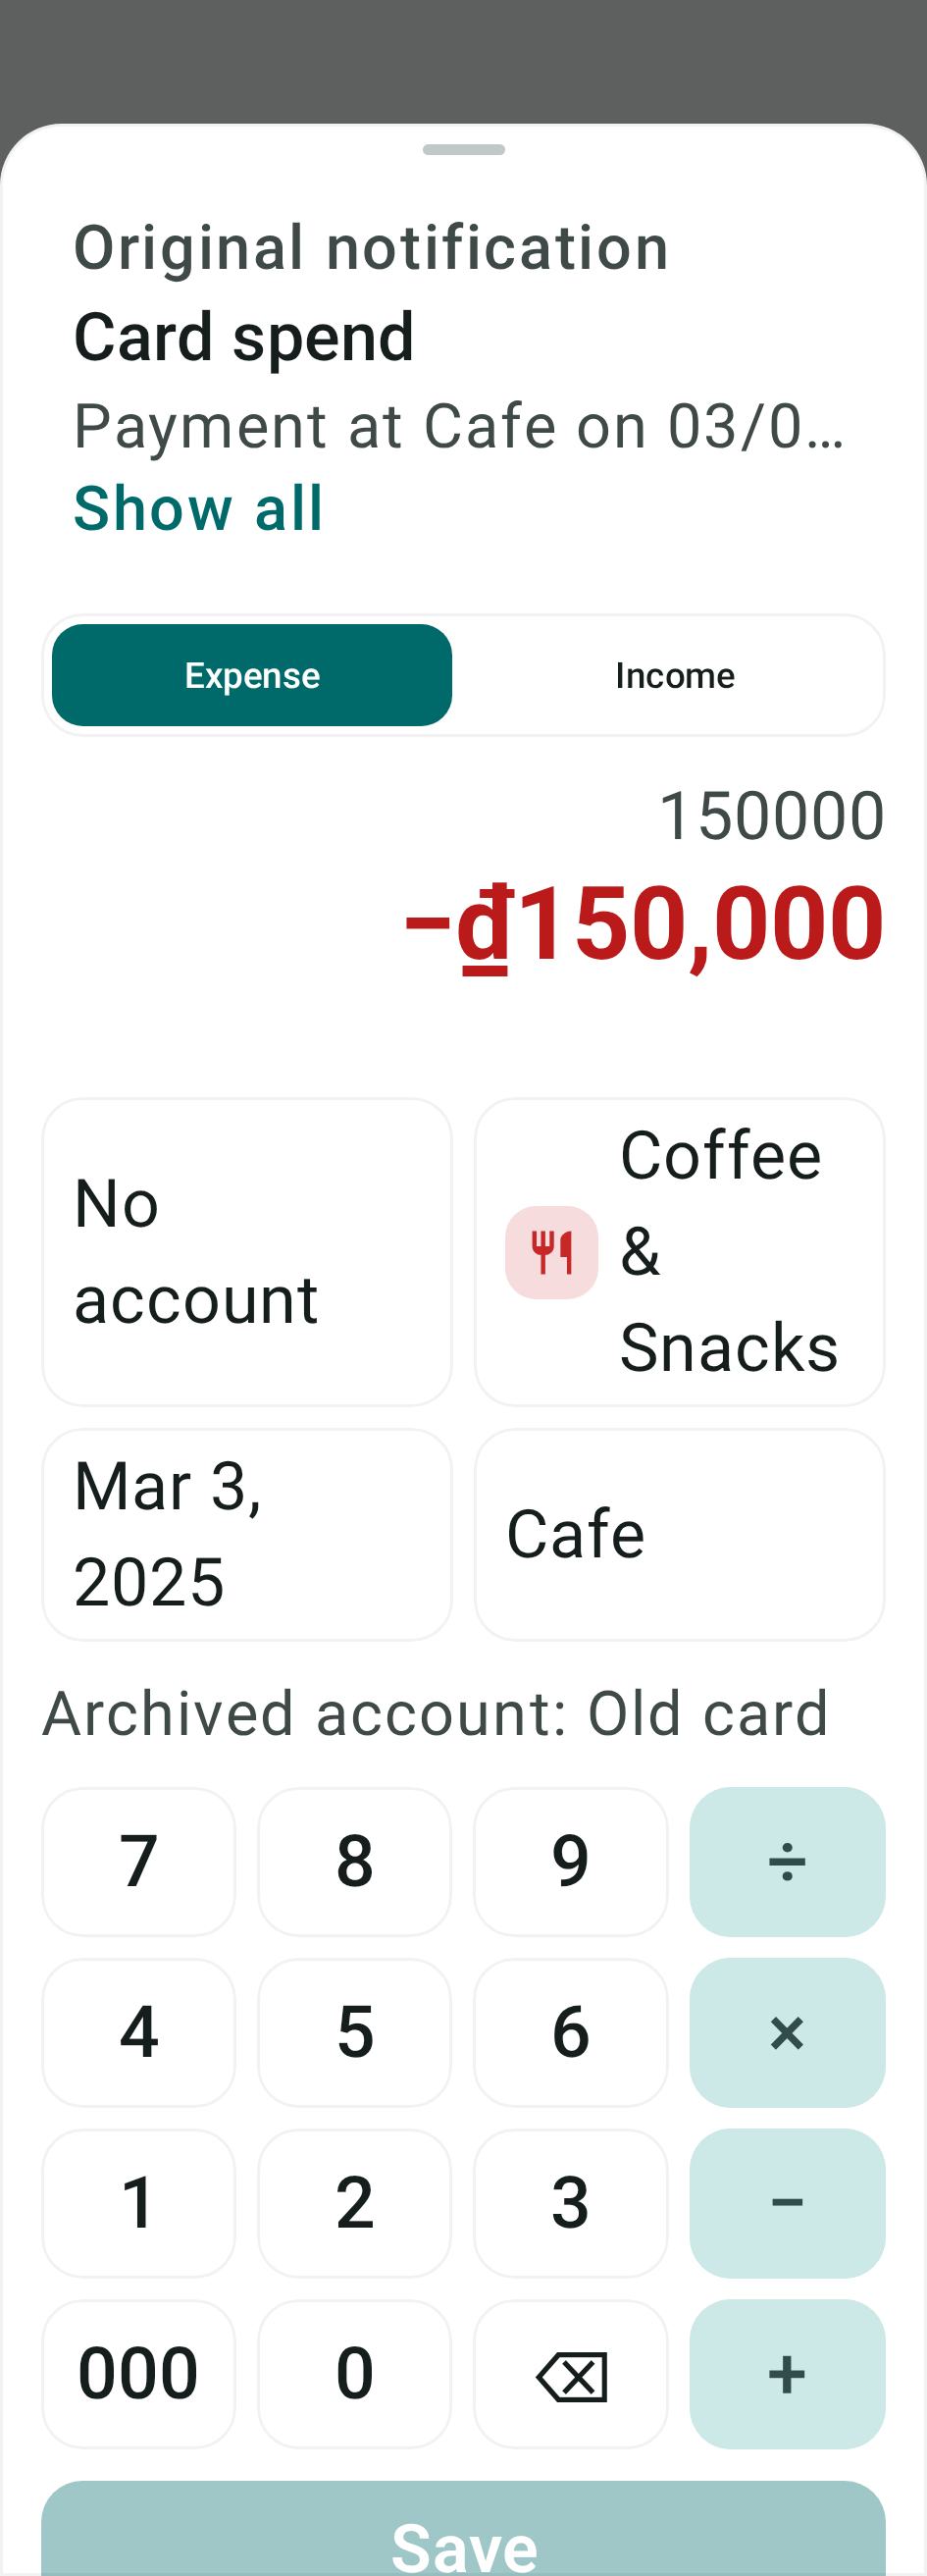 Original notification
Card spend
Payment at Cafe on 03/0…
Show all
Expense
Income
150000
−₫150,000
No
account
Coffee
&
Snacks
Mar 3,
2025
Cafe
Archived account: Old card
7 8 9 ÷
4 5 6 ×
1 2 3 −
000 0 +
Save